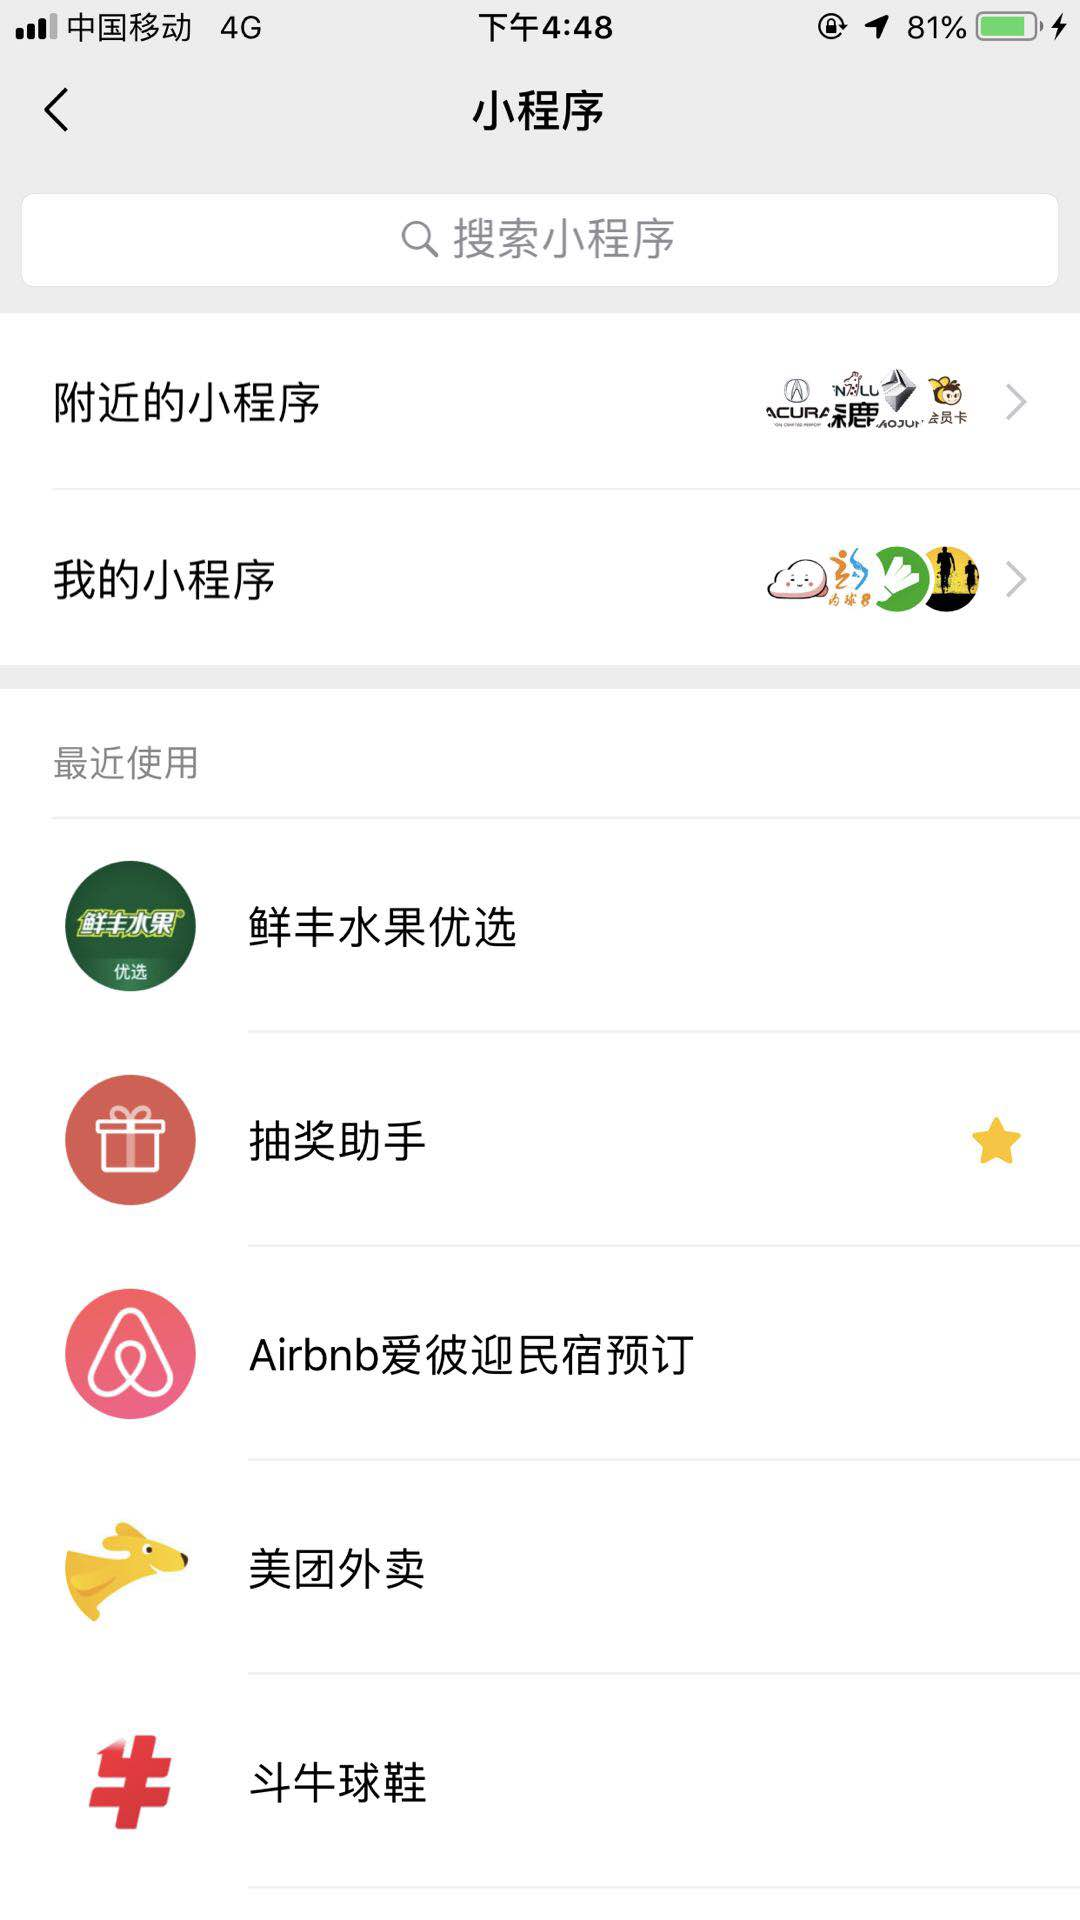 中国移动 4G 下午4:48 81%
小程序
搜索小程序
附近的小程序
ACURA
会员卡
我的小程序
最近使用
鲜丰水果
优选
鲜丰水果优选
抽奖助手
Airbnb爱彼迎民宿预订
美团外卖
斗牛球鞋